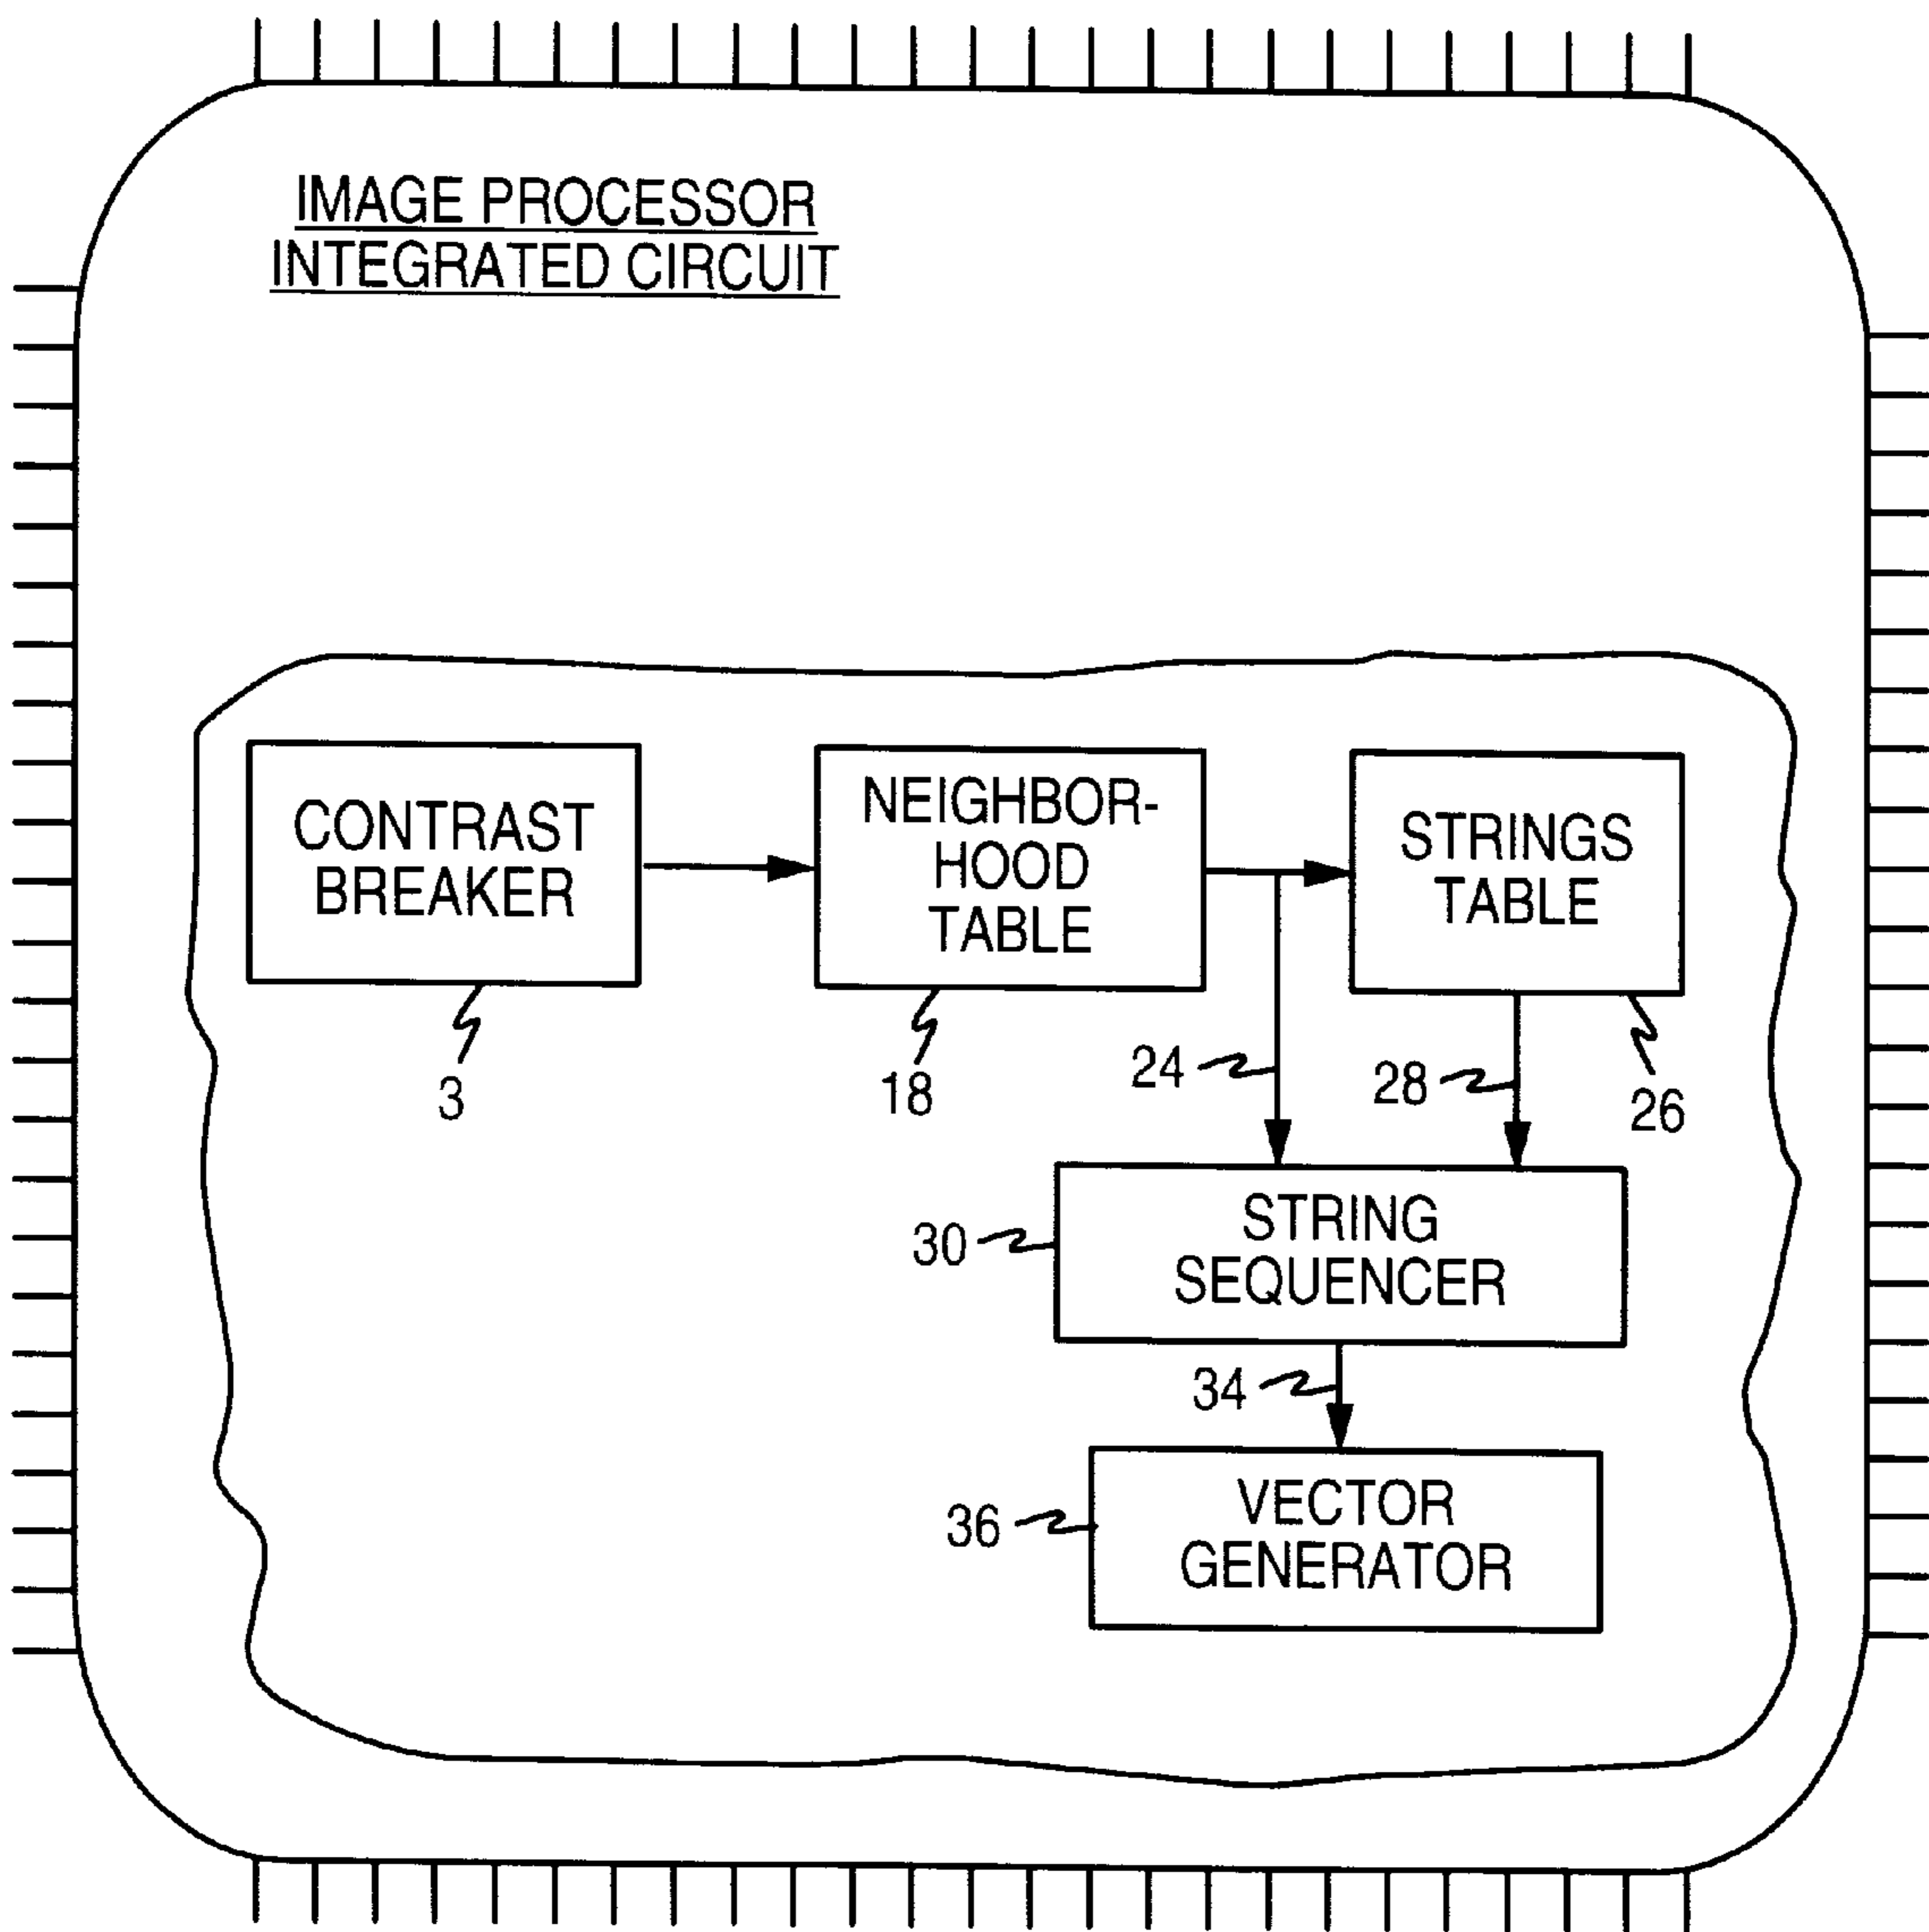 IMAGE PROCESSOR
INTEGRATED CIRCUIT
CONTRAST
BREAKER
NEIGHBOR-
HOOD
TABLE
STRINGS
TABLE
3
18
24
28
26
30
STRING
SEQUENCER
34
36
VECTOR
GENERATOR